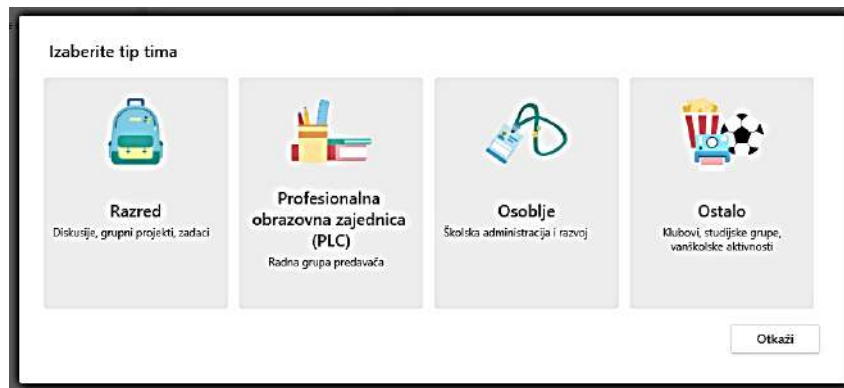 Izaberite tip tima
Razred
Diskusije, grupni projekti, zadaci
Profesionalna
obrazovna zajednica
(PLC)
Radna grupa predavača
Osoblje
Školska administracija i razvoj
Ostalo
Klubovi, studijske grupe,
vanškolske aktivnosti
Otkaži